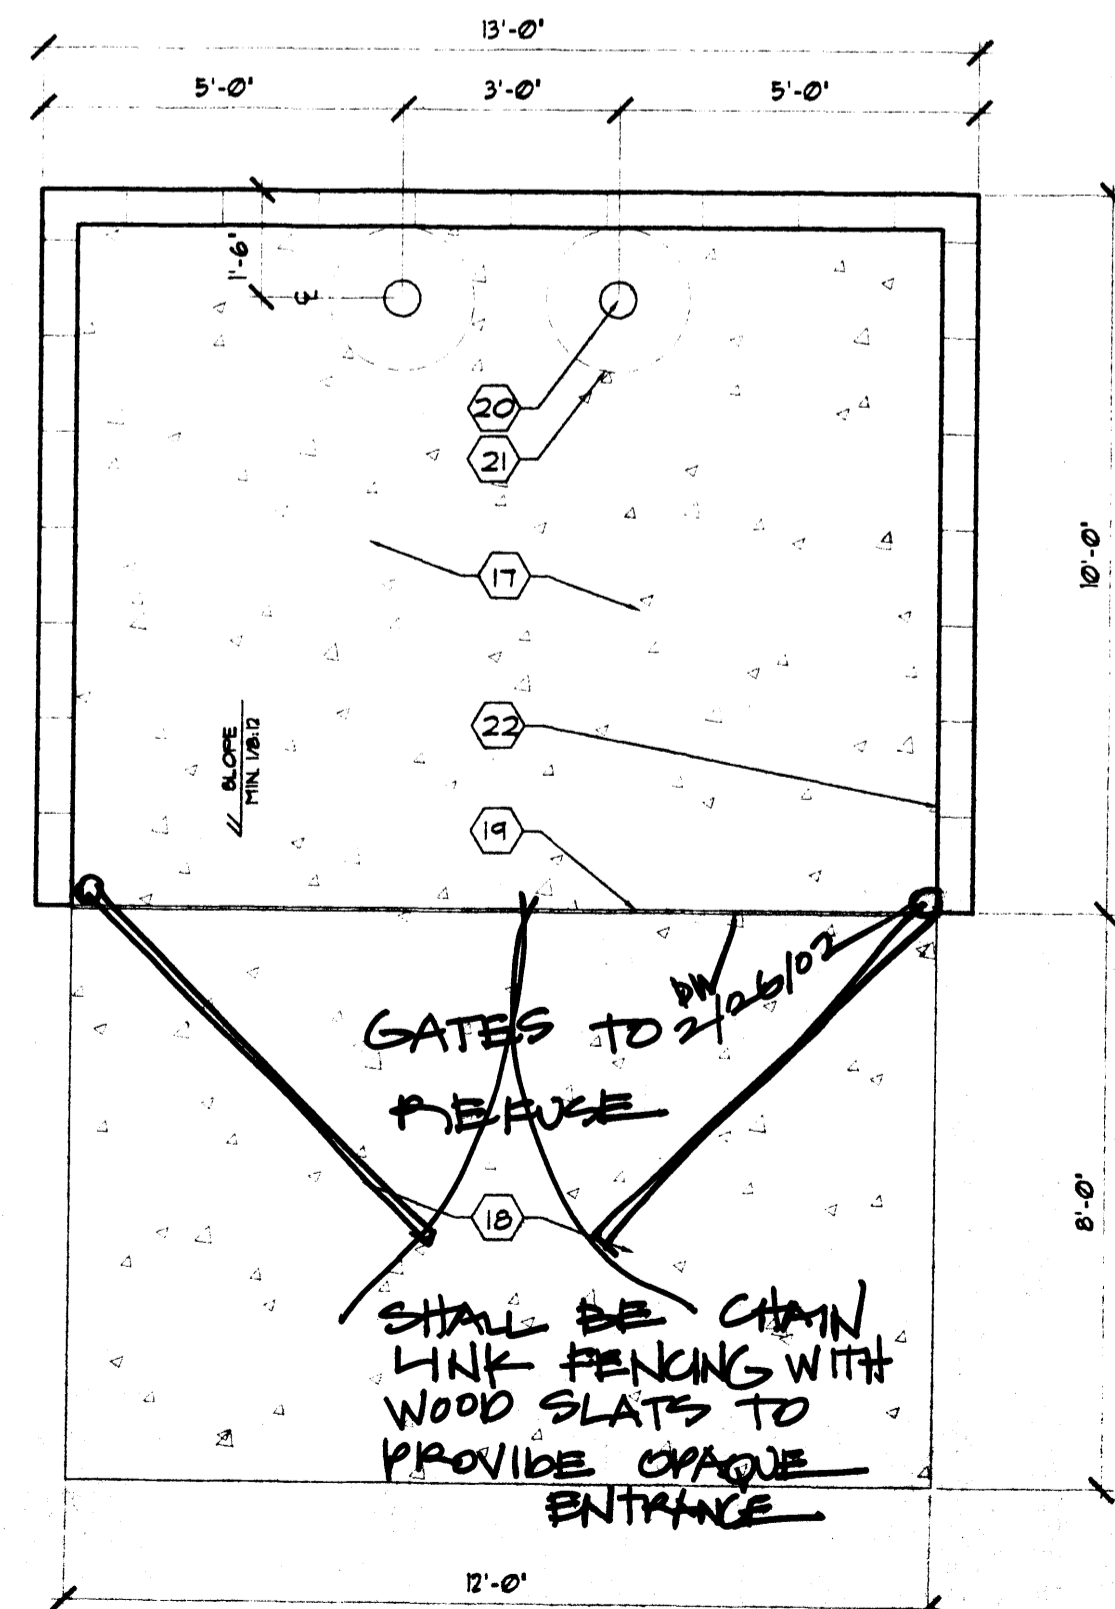 13'-0"
5'-0" 3'-0" 5'-0"
1'-6"
℄
20
21
17
10'-0"
22
SLOPE
MIN. 1/8:12
19
DW
2/26/02
GATES TO
REFUSE
18
8'-0"
SHALL BE CHAIN
LINK FENCING WITH
WOOD SLATS TO
PROVIDE OPAQUE
ENTRANCE
12'-0"